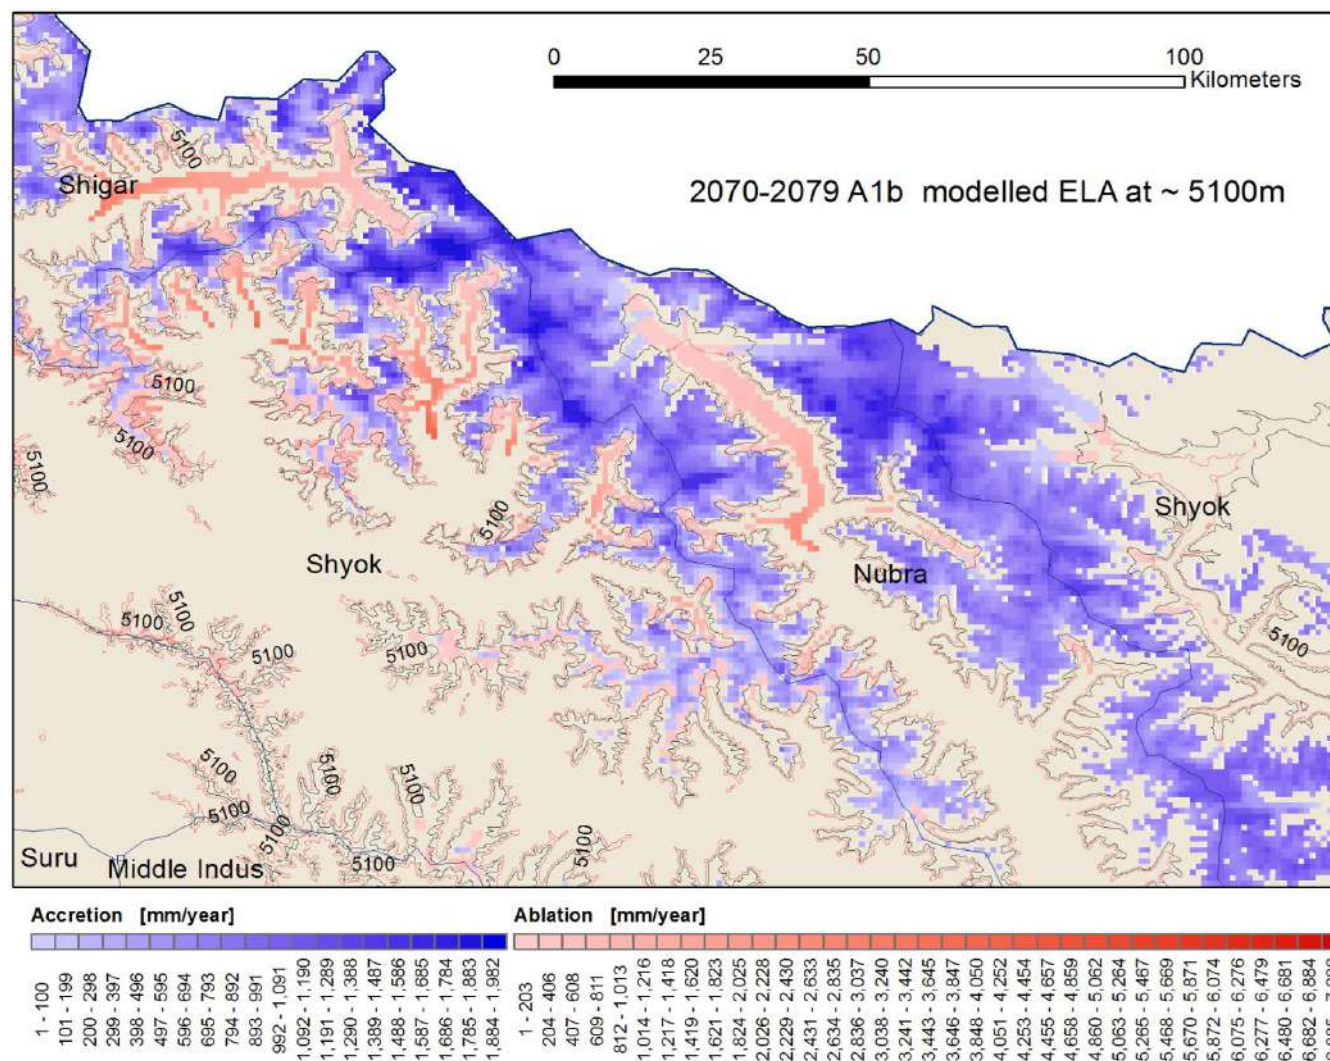 0 25 50 100
Kilometers
5100
Shigar
2070-2079 A1b modelled ELA at ~ 5100m
5100
5100
5100
5100
Shyok
Shyok
Nubra
5100
5100
5100
5100
5100
5100
5100
5100
5100
5100
5100
5100
Suru
Middle Indus
Accretion [mm/year]
Ablation [mm/year]
1 - 100
101 - 199
200 - 298
299 - 397
398 - 496
497 - 595
596 - 694
695 - 793
794 - 892
893 - 991
992 - 1,091
1,092 - 1,190
1,191 - 1,289
1,290 - 1,388
1,389 - 1,487
1,488 - 1,586
1,587 - 1,685
1,686 - 1,784
1,785 - 1,883
1,884 - 1,982
1 - 203
204 - 406
407 - 608
609 - 811
812 - 1,013
1,014 - 1,216
1,217 - 1,418
1,419 - 1,620
1,621 - 1,823
1,824 - 2,025
2,026 - 2,228
2,229 - 2,430
2,431 - 2,633
2,634 - 2,835
2,836 - 3,037
3,038 - 3,240
3,241 - 3,442
3,443 - 3,645
3,646 - 3,847
3,848 - 4,050
4,051 - 4,252
4,253 - 4,454
4,455 - 4,657
4,658 - 4,859
4,860 - 5,062
5,063 - 5,264
5,265 - 5,467
5,468 - 5,669
5,670 - 5,871
5,872 - 6,074
6,075 - 6,276
6,277 - 6,479
6,480 - 6,681
6,682 - 6,884